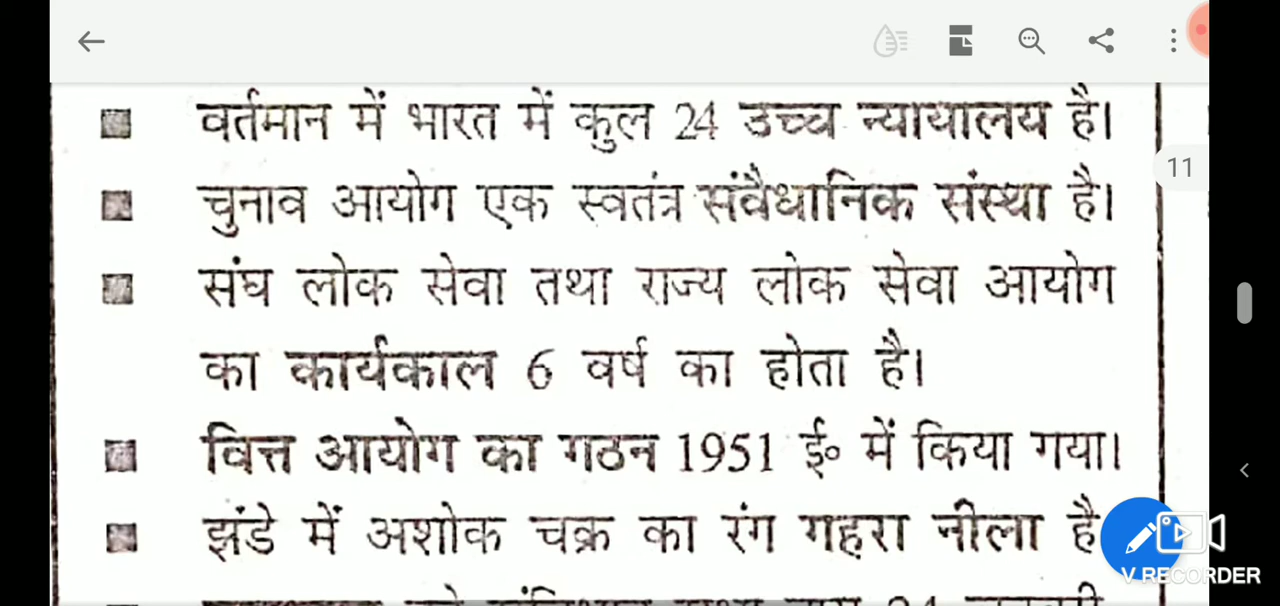 वर्तमान में भारत में कुल 24 उच्च न्यायालय है।
11
चुनाव आयोग एक स्वतंत्र संवैधानिक संस्था है।
संघ लोक सेवा तथा राज्य लोक सेवा आयोग
का कार्यकाल 6 वर्ष का होता है।
वित्त आयोग का गठन 1951 ई॰ में किया गया।
झंडे में अशोक चक्र का रंग गहरा नीला है
V RECORDER